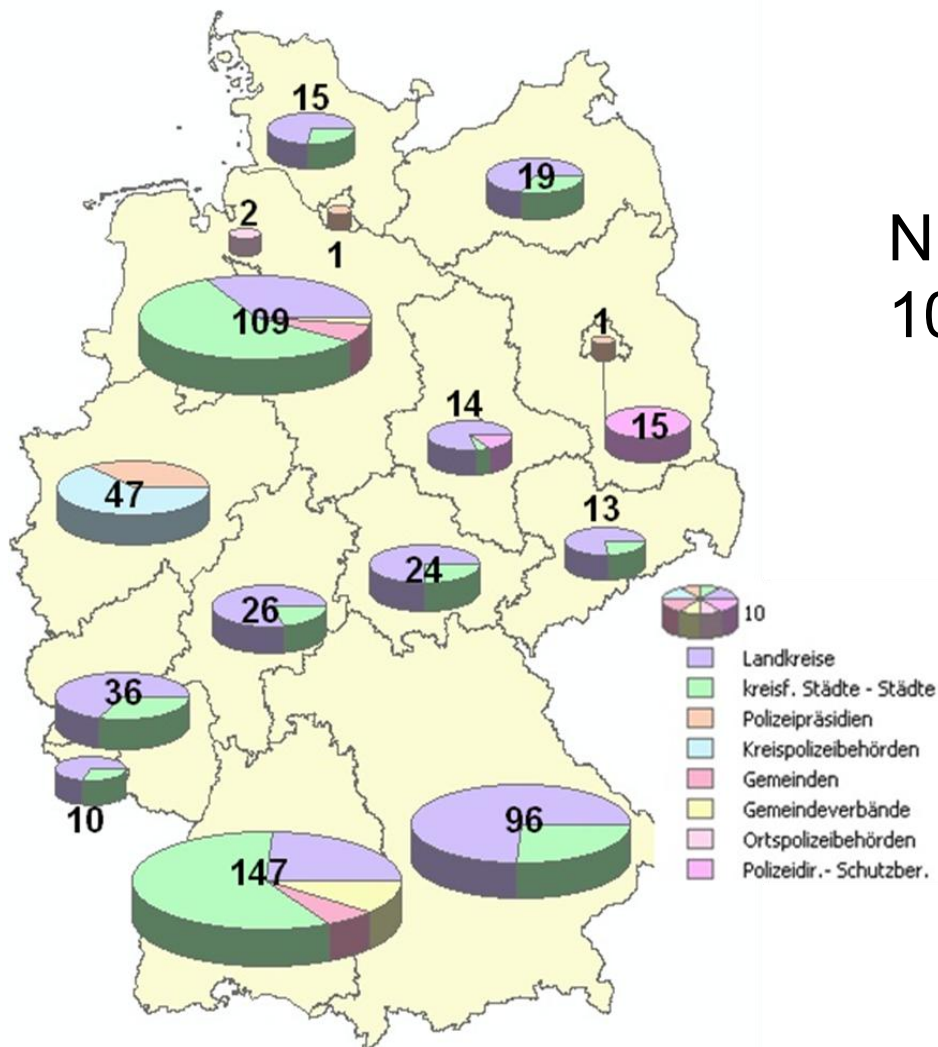 15
19
2
1
109
1
14
15
47
13
24
26
36
10
96
147
10
Landkreise
kreisf. Städte - Städte
Polizeipräsidien
Kreispolizeibehörden
Gemeinden
Gemeindeverbände
Ortspolizeibehörden
Polizeidir.- Schutzber.
N
10